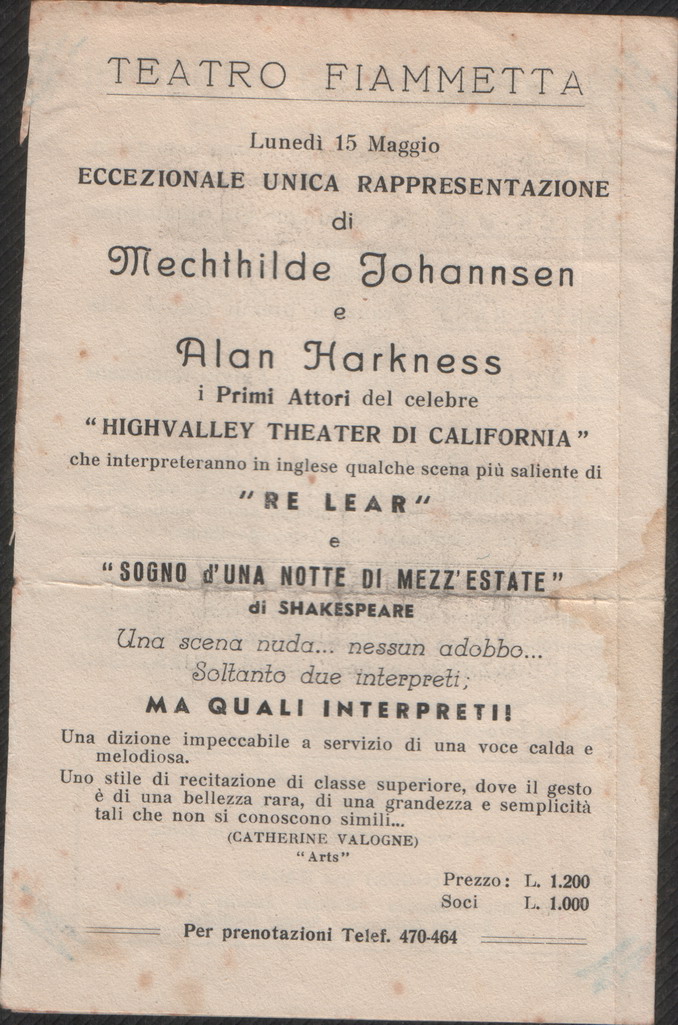 TEATRO FIAMMETTA
Lunedì 15 Maggio
ECCEZIONALE UNICA RAPPRESENTAZIONE
di
Mechthilde Johannsen
e
Alan Harkness
i Primi Attori del celebre
"HIGHVALLEY THEATER DI CALIFORNIA"
che interpreteranno in inglese qualche scena più saliente di
"RE LEAR"
e
"SOGNO d'UNA NOTTE DI MEZZ'ESTATE"
di SHAKESPEARE
Una scena nuda... nessun adobbo...
Soltanto due interpreti;
MA QUALI INTERPRETI!
Una dizione impeccabile a servizio di una voce calda e
melodiosa.
Uno stile di recitazione di classe superiore, dove il gesto
è di una bellezza rara, di una grandezza e semplicità
tali che non si conoscono simili...
(CATHERINE VALOGNE)
"Arts"
Prezzo: L. 1.200
Soci L. 1.000
Per prenotazioni Telef. 470-464